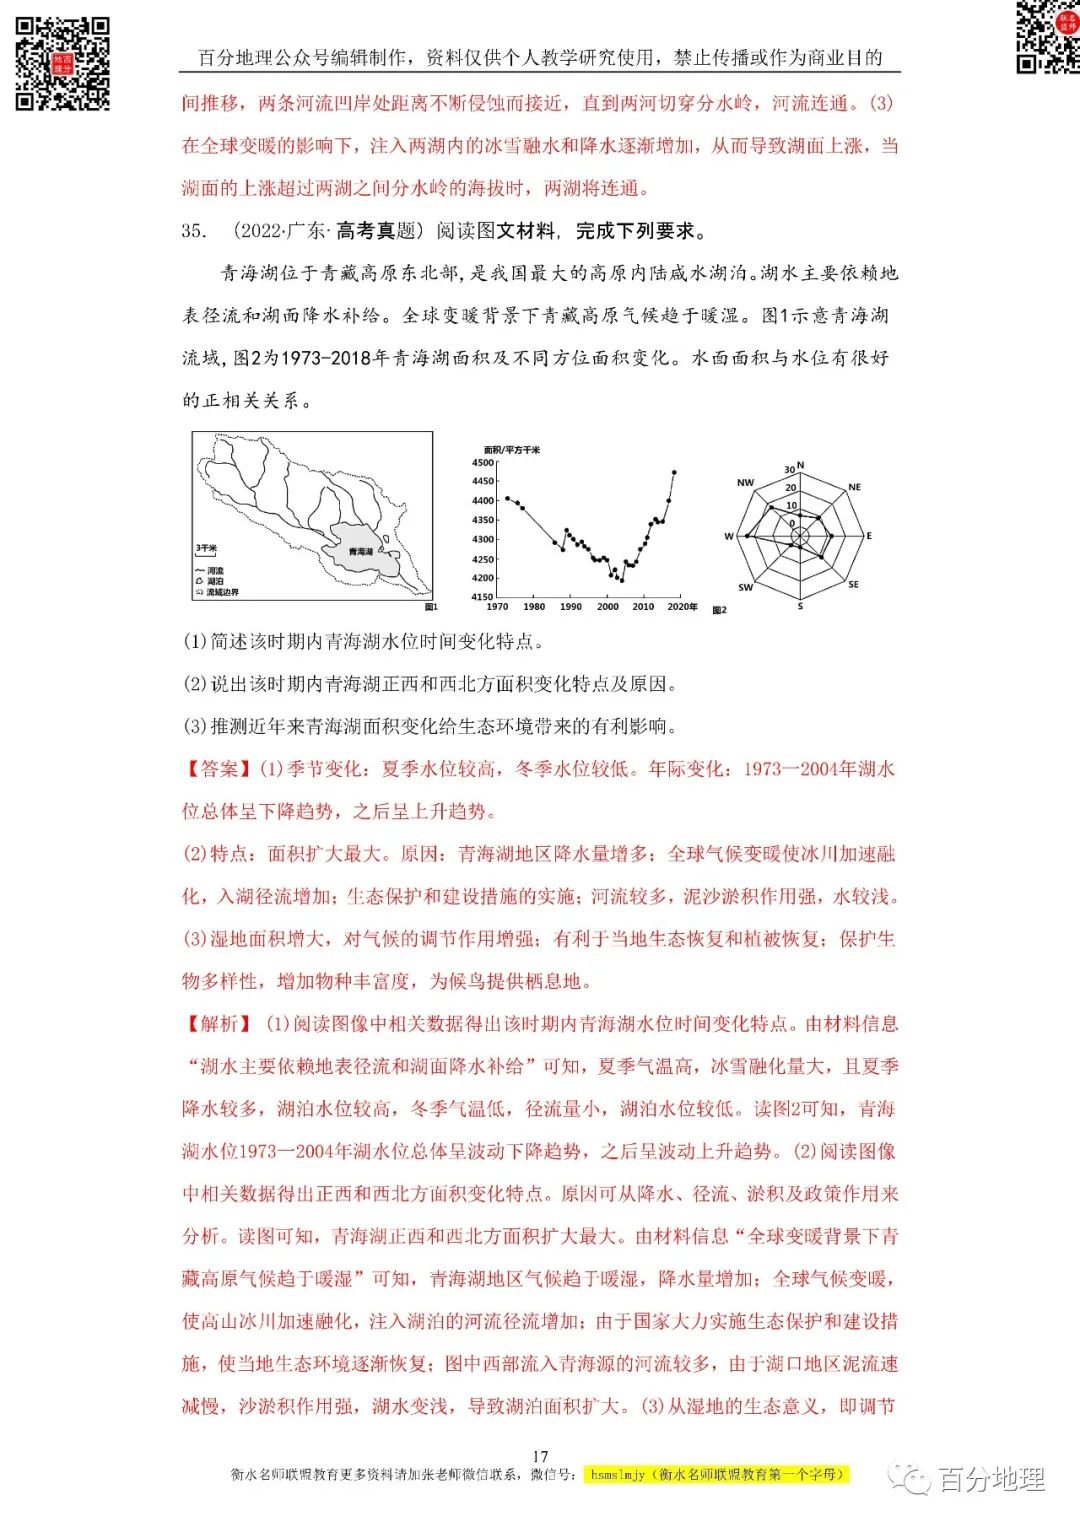 百分地理公众号编辑制作，资料仅供个人教学研究使用，禁止传播或作为商业目的
间推移，两条河流凹岸处距离不断侵蚀而接近，直到两河切穿分水岭，河流连通。(3)
在全球变暖的影响下，注入两湖内的冰雪融水和降水逐渐增加，从而导致湖面上涨，当
湖面的上涨超过两湖之间分水岭的海拔时，两湖将连通。
35. （2022·广东·高考真题）阅读图文材料，完成下列要求。
青海湖位于青藏高原东北部,是我国最大的高原内陆咸水湖泊。湖水主要依赖地
表径流和湖面降水补给。全球变暖背景下青藏高原气候趋于暖湿。图1示意青海湖
流域,图2为1973-2018年青海湖面积及不同方位面积变化。水面面积与水位有很好
的正相关关系。
青海湖
3千米
河流
湖泊
流域边界
图1
面积/平方千米
4500
4450
4400
4350
4300
4250
4200
4150
1970 1980 1990 2000 2010 2020年
N
NE
E
SE
S
SW
W
NW
30
20
10
0
图2
(1)简述该时期内青海湖水位时间变化特点。
(2)说出该时期内青海湖正西和西北方面积变化特点及原因。
(3)推测近年来青海湖面积变化给生态环境带来的有利影响。
【答案】(1)季节变化：夏季水位较高，冬季水位较低。年际变化：1973—2004年湖水
位总体呈下降趋势，之后呈上升趋势。
(2)特点：面积扩大最大。原因：青海湖地区降水量增多；全球气候变暖使冰川加速融
化，入湖径流增加；生态保护和建设措施的实施；河流较多，泥沙淤积作用强，水较浅。
(3)湿地面积增大，对气候的调节作用增强；有利于当地生态恢复和植被恢复；保护生
物多样性，增加物种丰富度，为候鸟提供栖息地。
【解析】(1)阅读图像中相关数据得出该时期内青海湖水位时间变化特点。由材料信息
“湖水主要依赖地表径流和湖面降水补给”可知，夏季气温高，冰雪融化量大，且夏季
降水较多，湖泊水位较高，冬季气温低，径流量小，湖泊水位较低。读图2可知，青海
湖水位1973—2004年湖水位总体呈波动下降趋势，之后呈波动上升趋势。(2)阅读图像
中相关数据得出正西和西北方面积变化特点。原因可从降水、径流、淤积及政策作用来
分析。读图可知，青海湖正西和西北方面积扩大最大。由材料信息“全球变暖背景下青
藏高原气候趋于暖湿”可知，青海湖地区气候趋于暖湿，降水量增加；全球气候变暖，
使高山冰川加速融化，注入湖泊的河流径流增加；由于国家大力实施生态保护和建设措
施，使当地生态环境逐渐恢复；图中西部流入青海源的河流较多，由于湖口地区泥流速
减慢，沙淤积作用强，湖水变浅，导致湖泊面积扩大。(3)从湿地的生态意义，即调节
17
衡水名师联盟教育更多资料请加张老师微信联系，微信号：hsmslmjy（衡水名师联盟教育第一个字母）
百分地理